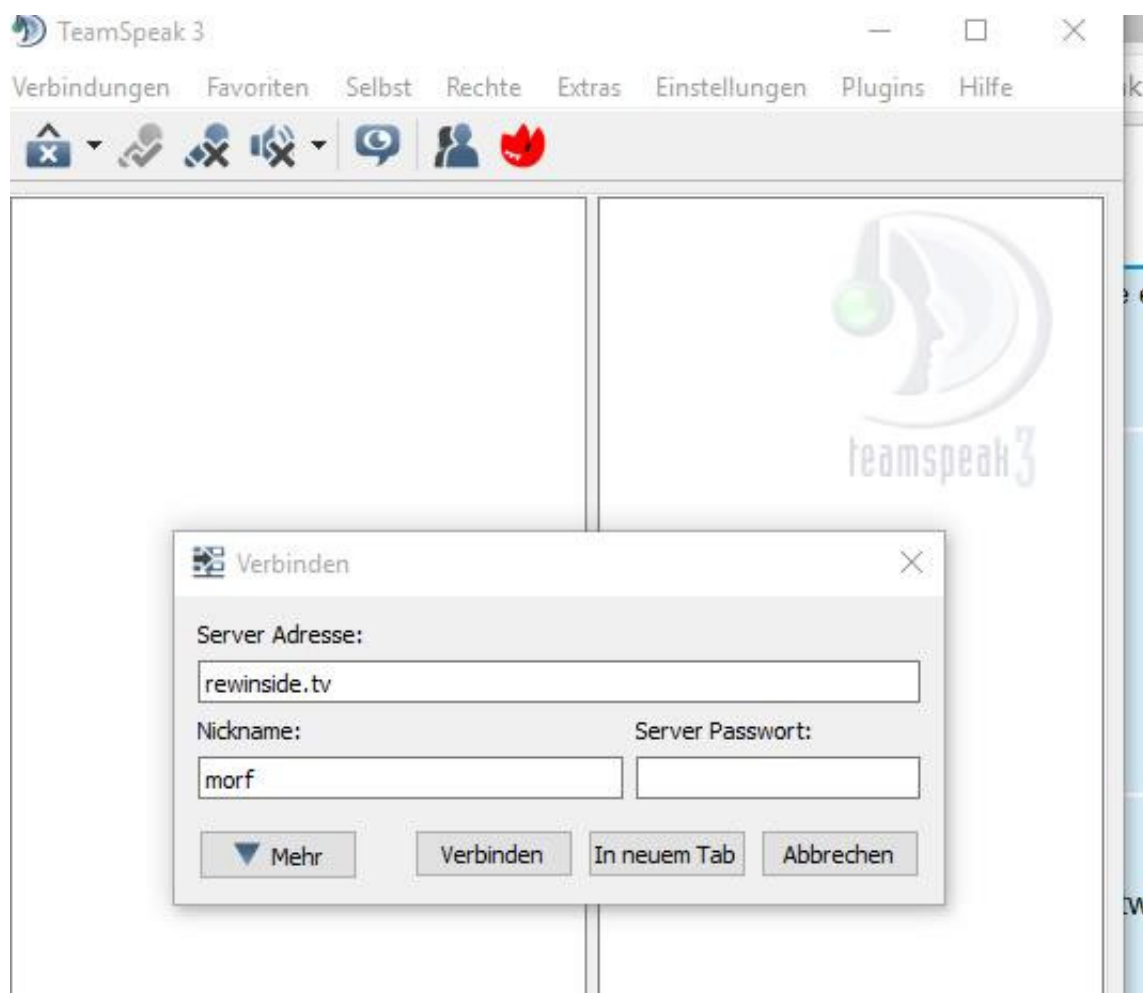 TeamSpeak 3
Verbindungen Favoriten Selbst Rechte Extras Einstellungen Plugins Hilfe
teamspeak 3
Verbinden
Server Adresse:
rewinside.tv
Nickname: Server Passwort:
morf
Mehr Verbinden In neuem Tab Abbrechen